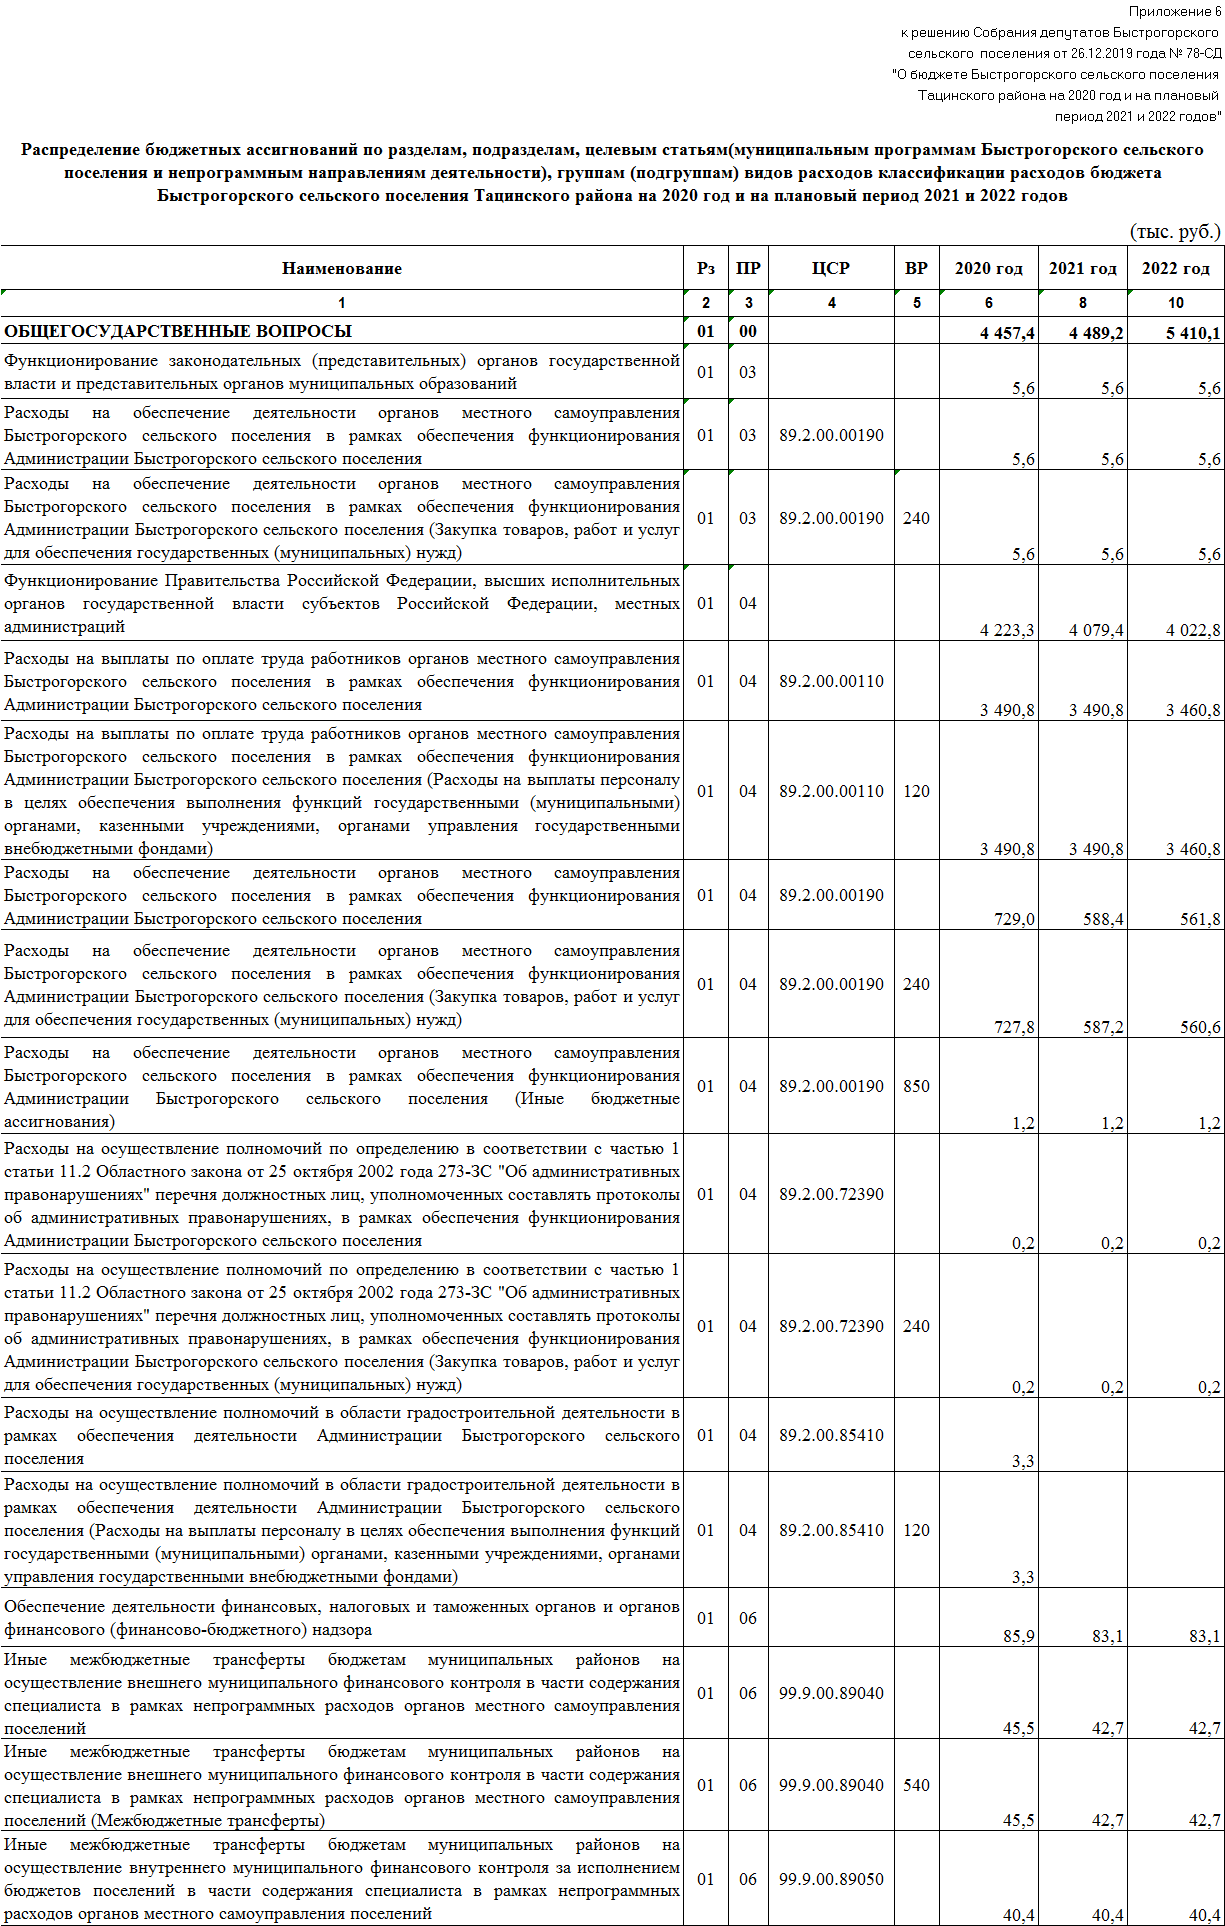 Приложение 6
к решению Собрания депутатов Быстрогорского
сельского поселения от 26.12.2019 года № 78-СД
"О бюджете Быстрогорского сельского поселения
Тацинского района на 2020 год и на плановый
период 2021 и 2022 годов"
Распределение бюджетных ассигнований по разделам, подразделам, целевым статьям(муниципальным программам Быстрогорского сельского
поселения и непрограммным направлениям деятельности), группам (подгруппам) видов расходов классификации расходов бюджета
Быстрогорского сельского поселения Тацинского района на 2020 год и на плановый период 2021 и 2022 годов
(тыс. руб.)
Наименование Рз ПР ЦСР ВР 2020 год 2021 год 2022 год
1 2 3 4 5 6 8 10
ОБЩЕГОСУДАРСТВЕННЫЕ ВОПРОСЫ 01 00 4 457,4 4 489,2 5 410,1
Функционирование законодательных (представительных) органов государственной
власти и представительных органов муниципальных образований 01 03 5,6 5,6 5,6
Расходы на обеспечение деятельности органов местного самоуправления
Быстрогорского сельского поселения в рамках обеспечения функционирования
Администрации Быстрогорского сельского поселения 01 03 89.2.00.00190 5,6 5,6 5,6
Расходы на обеспечение деятельности органов местного самоуправления
Быстрогорского сельского поселения в рамках обеспечения функционирования
Администрации Быстрогорского сельского поселения (Закупка товаров, работ и услуг
для обеспечения государственных (муниципальных) нужд) 01 03 89.2.00.00190 240 5,6 5,6 5,6
Функционирование Правительства Российской Федерации, высших исполнительных
органов государственной власти субъектов Российской Федерации, местных
администраций 01 04 4 223,3 4 079,4 4 022,8
Расходы на выплаты по оплате труда работников органов местного самоуправления
Быстрогорского сельского поселения в рамках обеспечения функционирования
Администрации Быстрогорского сельского поселения 01 04 89.2.00.00110 3 490,8 3 490,8 3 460,8
Расходы на выплаты по оплате труда работников органов местного самоуправления
Быстрогорского сельского поселения в рамках обеспечения функционирования
Администрации Быстрогорского сельского поселения (Расходы на выплаты персоналу
в целях обеспечения выполнения функций государственными (муниципальными)
органами, казенными учреждениями, органами управления государственными
внебюджетными фондами) 01 04 89.2.00.00110 120 3 490,8 3 490,8 3 460,8
Расходы на обеспечение деятельности органов местного самоуправления
Быстрогорского сельского поселения в рамках обеспечения функционирования
Администрации Быстрогорского сельского поселения 01 04 89.2.00.00190 729,0 588,4 561,8
Расходы на обеспечение деятельности органов местного самоуправления
Быстрогорского сельского поселения в рамках обеспечения функционирования
Администрации Быстрогорского сельского поселения (Закупка товаров, работ и услуг
для обеспечения государственных (муниципальных) нужд) 01 04 89.2.00.00190 240 727,8 587,2 560,6
Расходы на обеспечение деятельности органов местного самоуправления
Быстрогорского сельского поселения в рамках обеспечения функционирования
Администрации Быстрогорского сельского поселения (Иные бюджетные
ассигнования) 01 04 89.2.00.00190 850 1,2 1,2 1,2
Расходы на осуществление полномочий по определению в соответствии с частью 1
статьи 11.2 Областного закона от 25 октября 2002 года 273-ЗС "Об административных
правонарушениях" перечня должностных лиц, уполномоченных составлять протоколы
об административных правонарушениях, в рамках обеспечения функционирования
Администрации Быстрогорского сельского поселения 01 04 89.2.00.72390 0,2 0,2 0,2
Расходы на осуществление полномочий по определению в соответствии с частью 1
статьи 11.2 Областного закона от 25 октября 2002 года 273-ЗС "Об административных
правонарушениях" перечня должностных лиц, уполномоченных составлять протоколы
об административных правонарушениях, в рамках обеспечения функционирования
Администрации Быстрогорского сельского поселения (Закупка товаров, работ и услуг
для обеспечения государственных (муниципальных) нужд) 01 04 89.2.00.72390 240 0,2 0,2 0,2
Расходы на осуществление полномочий в области градостроительной деятельности в
рамках обеспечения деятельности Администрации Быстрогорского сельского
поселения 01 04 89.2.00.85410 3,3
Расходы на осуществление полномочий в области градостроительной деятельности в
рамках обеспечения деятельности Администрации Быстрогорского сельского
поселения (Расходы на выплаты персоналу в целях обеспечения выполнения функций
государственными (муниципальными) органами, казенными учреждениями, органами
управления государственными внебюджетными фондами) 01 04 89.2.00.85410 120 3,3
Обеспечение деятельности финансовых, налоговых и таможенных органов и органов
финансового (финансово-бюджетного) надзора 01 06 85,9 83,1 83,1
Иные межбюджетные трансферты бюджетам муниципальных районов на
осуществление внешнего муниципального финансового контроля в части содержания
специалиста в рамках непрограммных расходов органов местного самоуправления
поселений 01 06 99.9.00.89040 45,5 42,7 42,7
Иные межбюджетные трансферты бюджетам муниципальных районов на
осуществление внешнего муниципального финансового контроля в части содержания
специалиста в рамках непрограммных расходов органов местного самоуправления
поселений (Межбюджетные трансферты) 01 06 99.9.00.89040 540 45,5 42,7 42,7
Иные межбюджетные трансферты бюджетам муниципальных районов на
осуществление внутреннего муниципального финансового контроля за исполнением
бюджетов поселений в части содержания специалиста в рамках непрограммных
расходов органов местного самоуправления поселений 01 06 99.9.00.89050 40,4 40,4 40,4